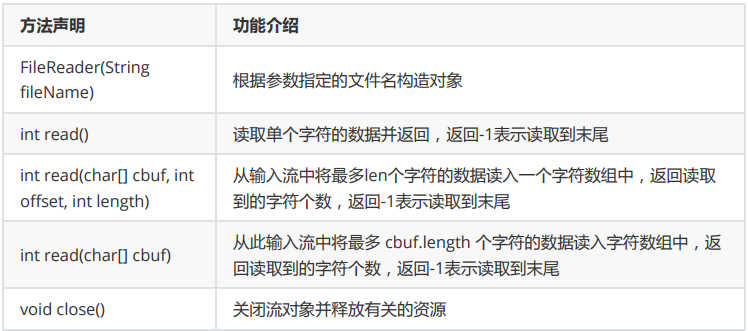 方法声明
功能介绍
FileReader(String
fileName)
根据参数指定的文件名构造对象
int read()
读取单个字符的数据并返回，返回-1表示读取到末尾
int read(char[] cbuf, int
offset, int length)
从输入流中将最多len个字符的数据读入一个字符数组中，返回读取
到的字符个数，返回-1表示读取到末尾
int read(char[] cbuf)
从此输入流中将最多 cbuf.length 个字符的数据读入字符数组中，返
回读取到的字符个数，返回-1表示读取到末尾
void close()
关闭流对象并释放有关的资源